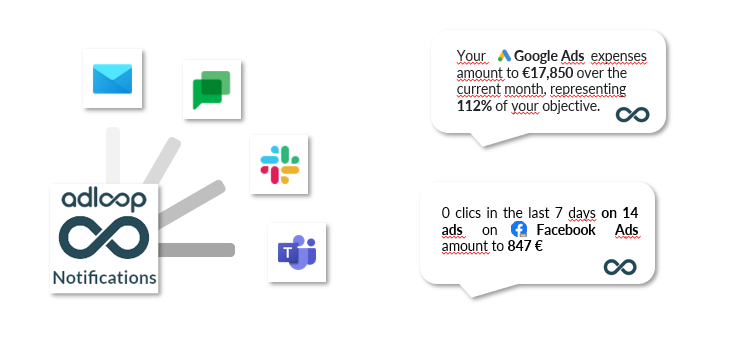 adloop
Notifications
T
Your Google Ads expenses
amount to €17,850 over the
current month, representing
112% of your objective.
0 clics in the last 7 days on 14
ads on Facebook Ads
amount to 847 €